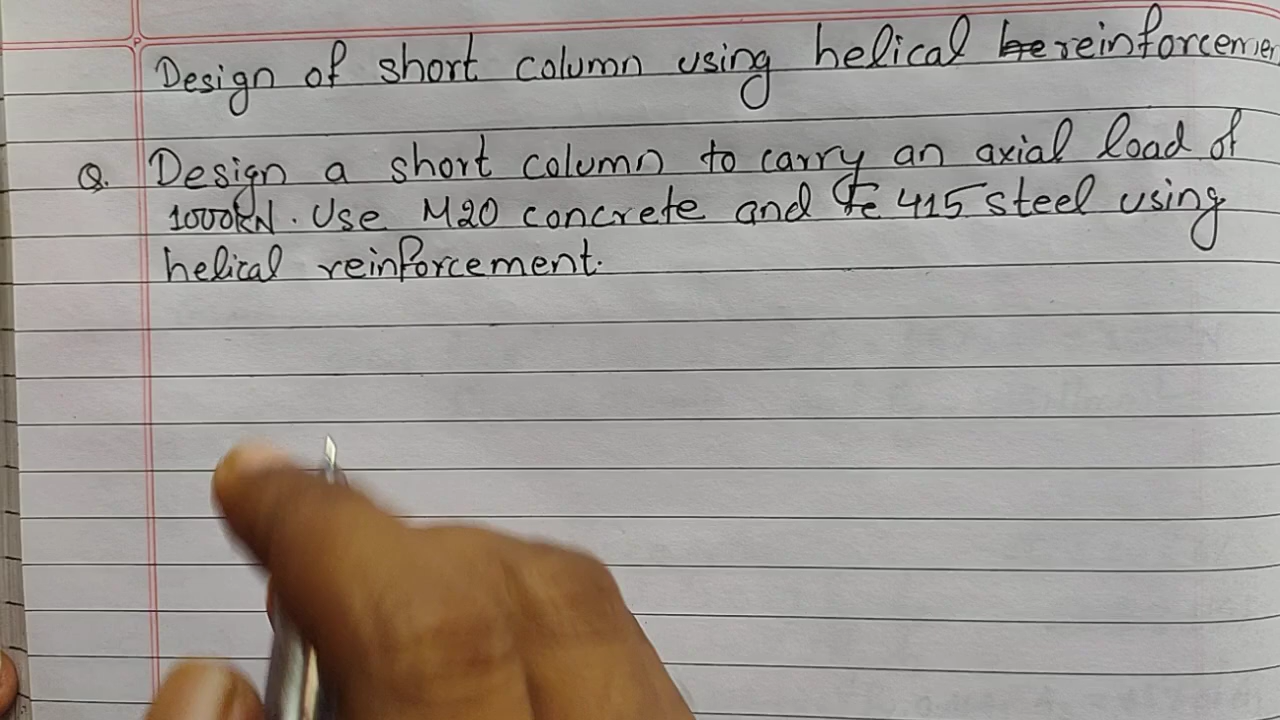 Design of short column using helical reinforcemen
Q. Design a short column to carry an axial load of
1000kN. Use M20 concrete and Fe 415 steel using
helical reinforcement.